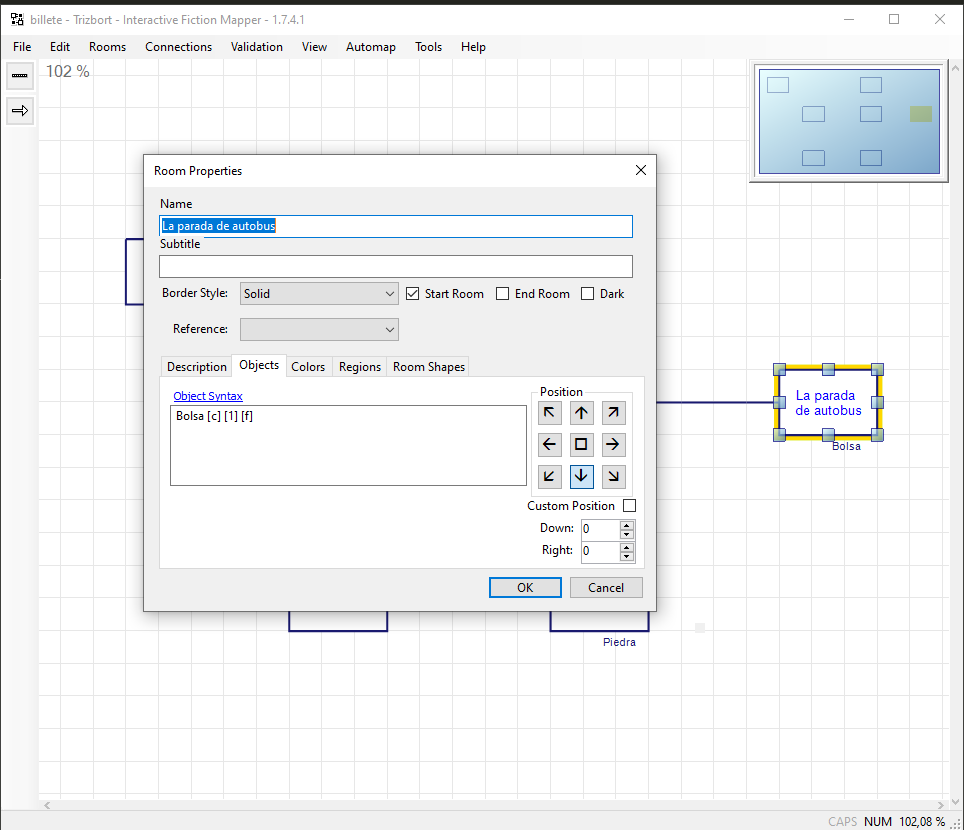 billete - Trizbort - Interactive Fiction Mapper - 1.7.4.1
File Edit Rooms Connections Validation View Automap Tools Help
102 %
Room Properties
Name
La parada de autobus
Subtitle
Border Style: Solid Start Room End Room Dark
Reference:
Description Objects Colors Regions Room Shapes
Object Syntax
Bolsa [c] [1] [f]
Position
Custom Position
Down: 0
Right: 0
OK Cancel
La parada
de autobus
Bolsa
Piedra
CAPS NUM 102,08 %